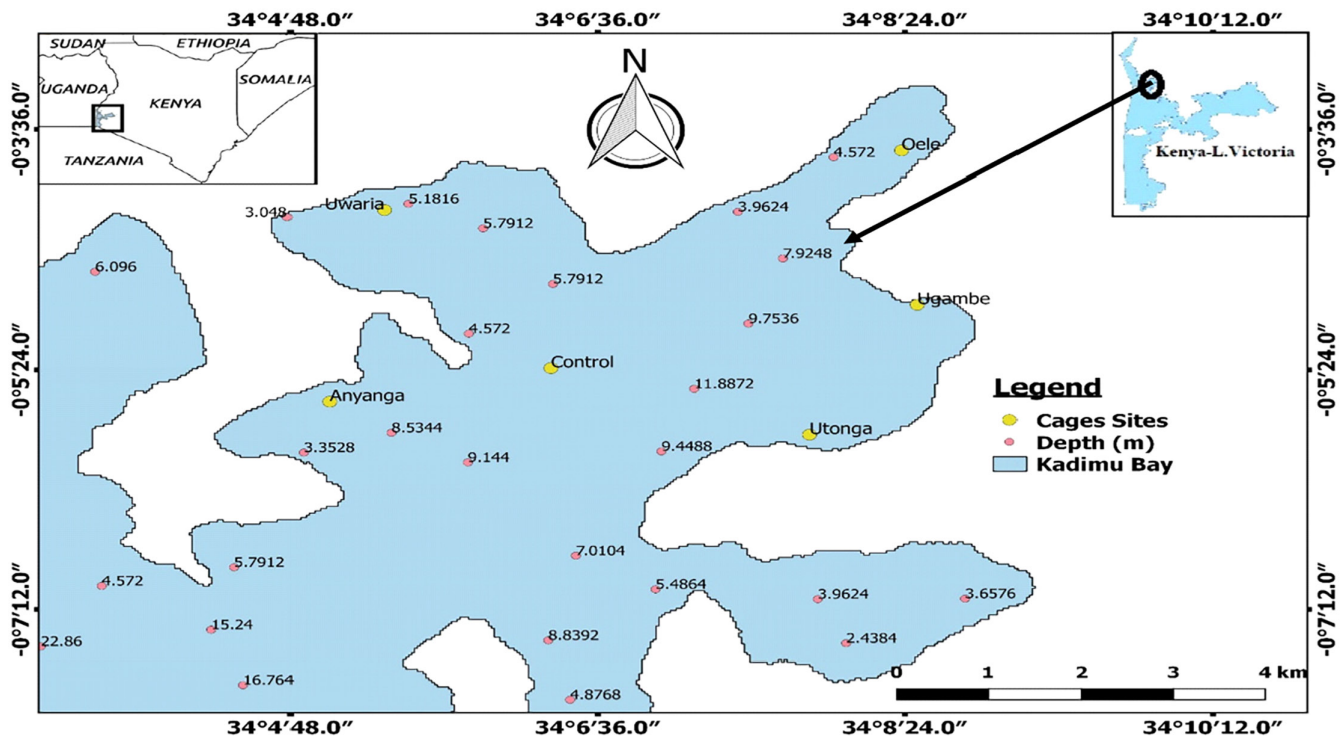 34°4′48.0″ 34°6′36.0″ 34°8′24.0″ 34°10′12.0″
SUDAN ETHIOPIA
UGANDA SOMALIA
KENYA
TANZANIA
N
Kenya-L.Victoria
-0°3′36.0″ -0°3′36.0″
Oele
4.572
Uwaria 5.1816
3.048 3.9624
5.7912
7.9248
6.096
5.7912
Ugambe
9.7536
4.572
Control
-0°5′24.0″ -0°5′24.0″
11.8872
Anyanga
8.5344 Utonga
3.3528 9.4488
9.144
Legend
Cages Sites
Depth (m)
Kadimu Bay
7.0104
5.7912
4.572 5.4864 3.9624 3.6576
-0°7′12.0″ -0°7′12.0″
15.24
22.86 8.8392 2.4384
0 1 2 3 4 km
16.764
4.8768
34°4′48.0″ 34°6′36.0″ 34°8′24.0″ 34°10′12.0″